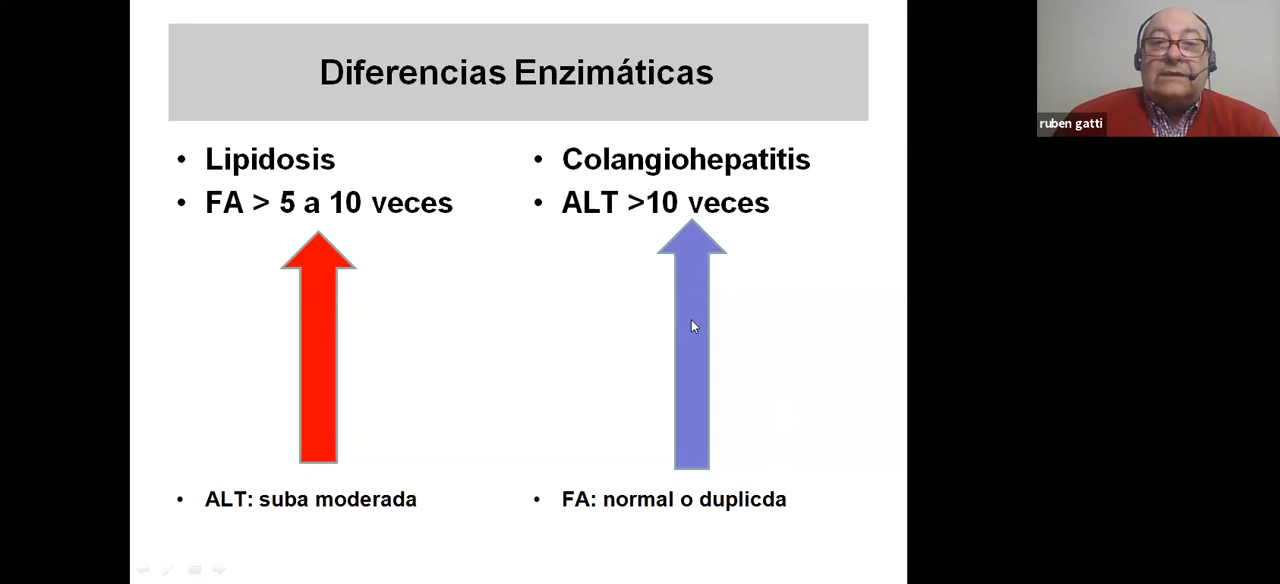 Diferencias Enzimáticas
• Lipidosis
• FA > 5 a 10 veces
• ALT: suba moderada
• Colangiohepatitis
• ALT >10 veces
• FA: normal o duplicda
ruben gatti